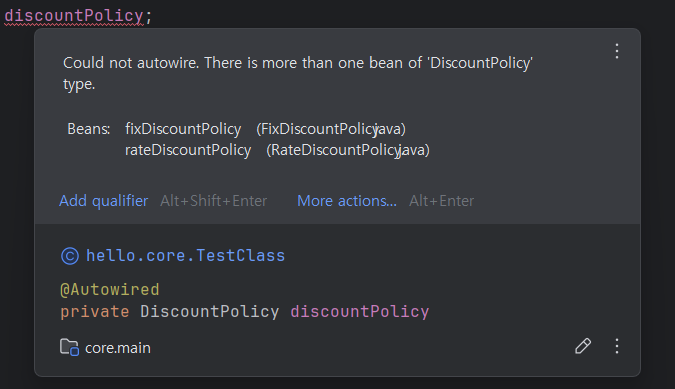 discountPolicy;
Could not autowire. There is more than one bean of 'DiscountPolicy'
type.
Beans: fixDiscountPolicy (FixDiscountPolicy.java)
rateDiscountPolicy (RateDiscountPolicy.java)
Add qualifier Alt+Shift+Enter More actions... Alt+Enter
© hello.core.TestClass
@Autowired
private DiscountPolicy discountPolicy
core.main